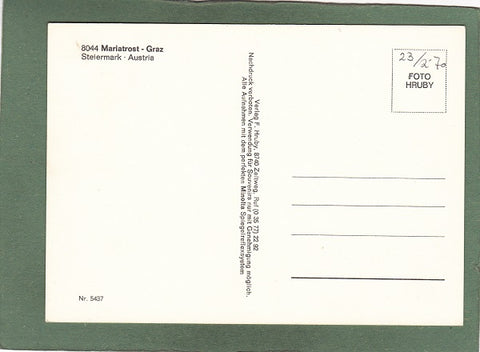 8044 Mariatrost - Graz
Steiermark · Austria
Verlag F. Hruby, 8740 Zeltweg, Ruf (0 35 77) 22 92
Nachdruck verboten. Verwendung für Souvenirs nur mit Genehmigung möglich.
Alle Aufnahmen mit dem perfekten Minolta Spiegelreflexsystem
23/2-70
FOTO
HRUBY
Nr. 5437